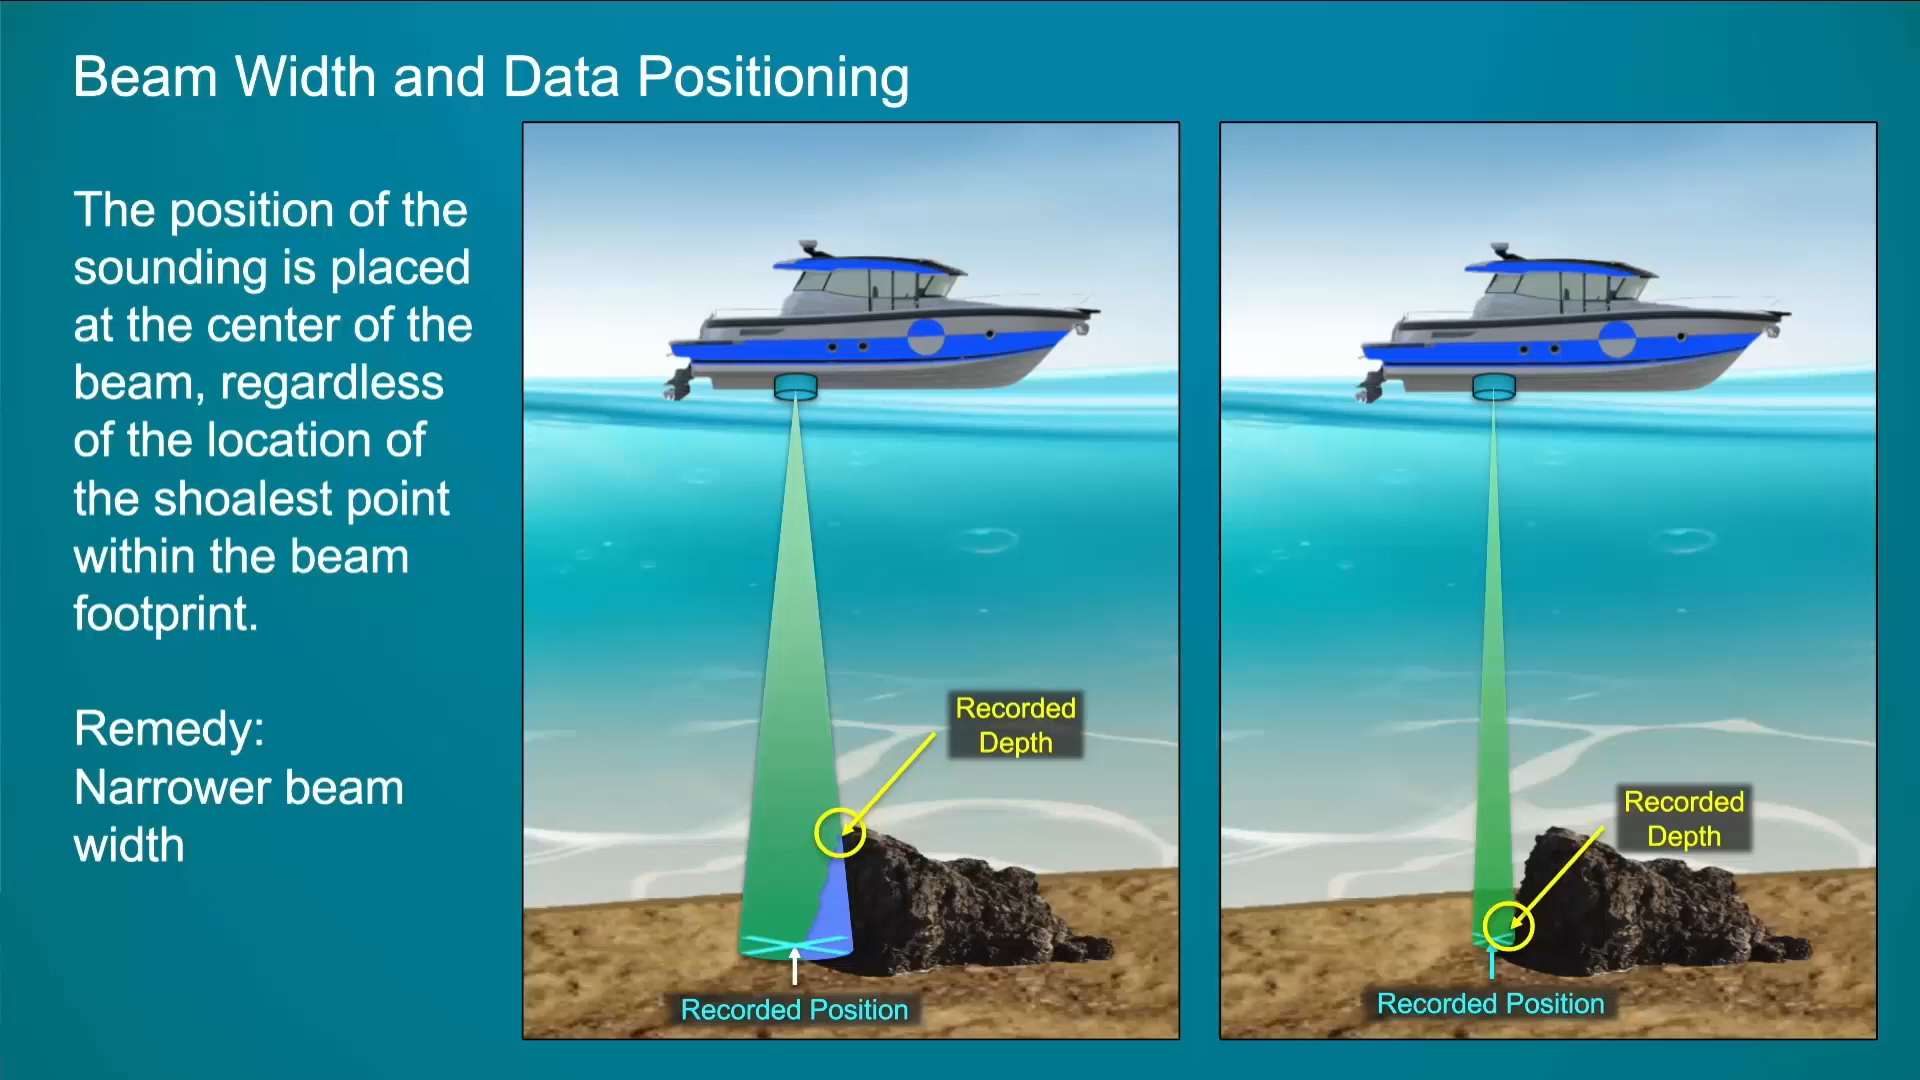 Beam Width and Data Positioning
The position of the
sounding is placed
at the center of the
beam, regardless
of the location of
the shoalest point
within the beam
footprint.
Remedy:
Narrower beam
width
Recorded
Depth
Recorded Position
Recorded
Depth
Recorded Position